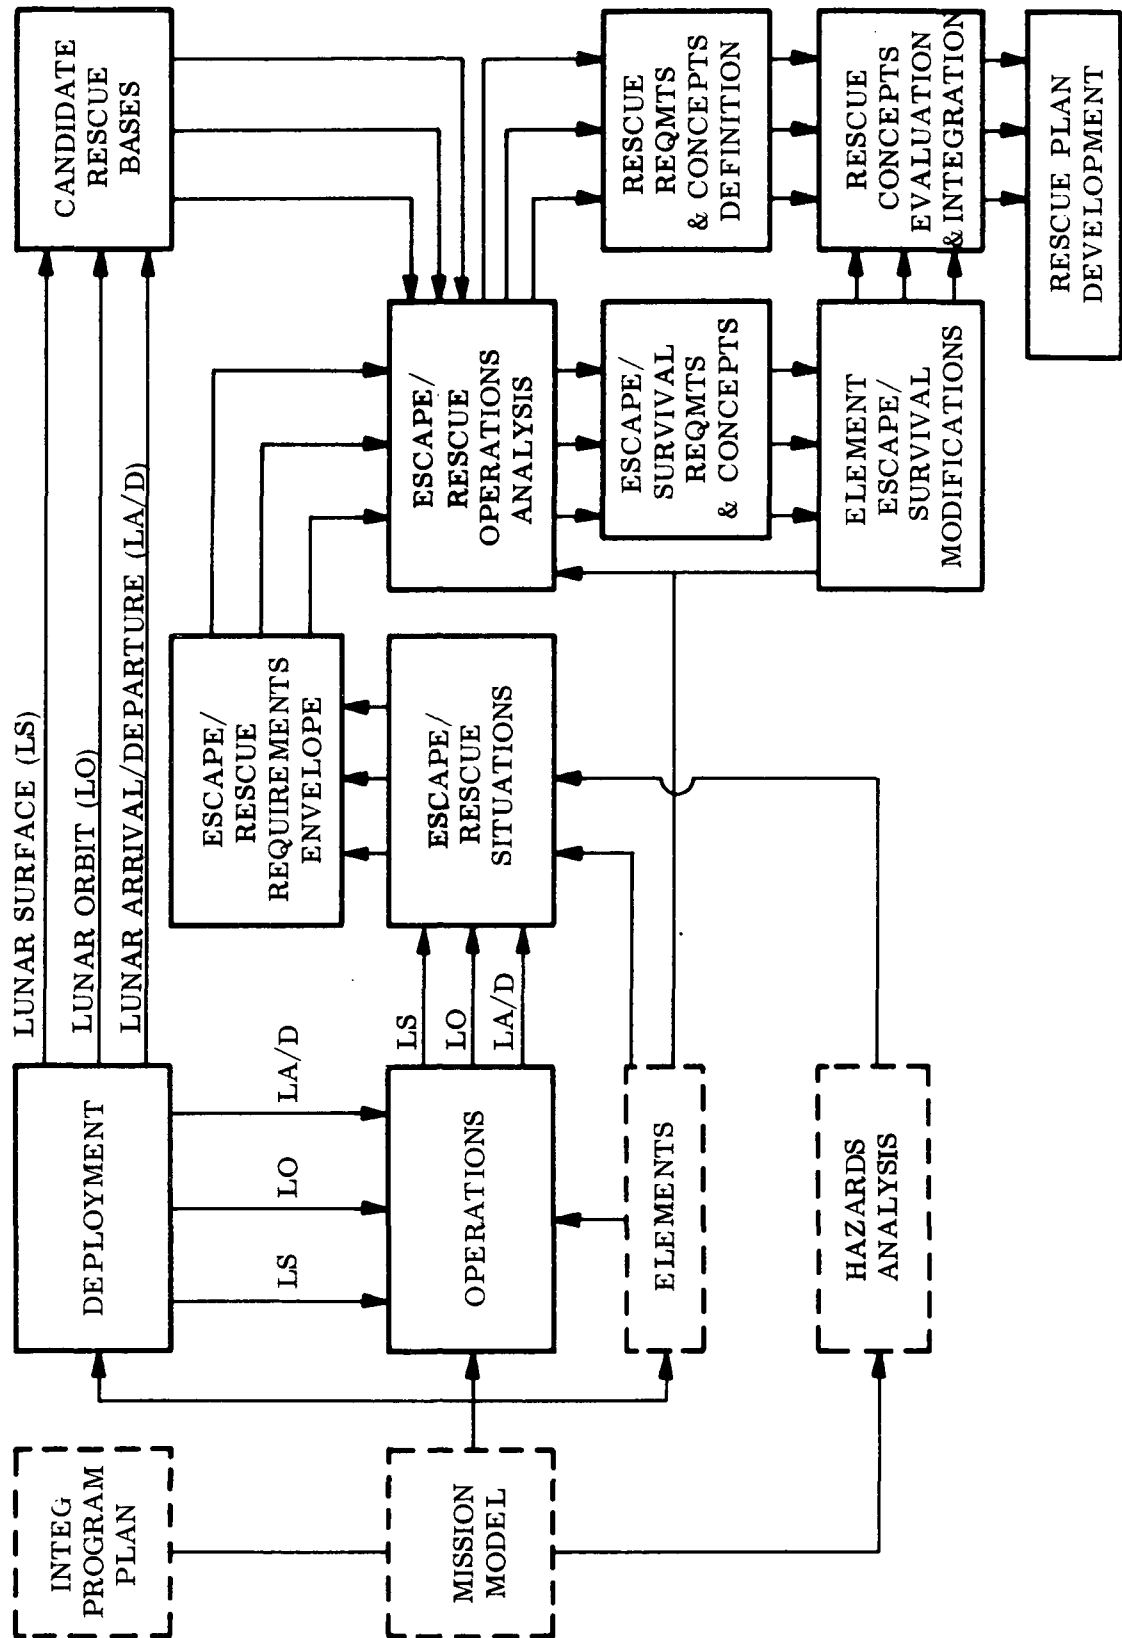 INTEG
PROGRAM
PLAN
MISSION
MODEL
DEPLOYMENT
LS
LO
LA/D
OPERATIONS
ELEMENTS
HAZARDS
ANALYSIS
LUNAR SURFACE (LS)
LUNAR ORBIT (LO)
LUNAR ARRIVAL/DEPARTURE (LA/D)
LS
LO
LA/D
ESCAPE/
RESCUE
REQUIREMENTS
ENVELOPE
ESCAPE/
RESCUE
SITUATIONS
CANDIDATE
RESCUE
BASES
ESCAPE/
RESCUE
OPERATIONS
ANALYSIS
ESCAPE/
SURVIVAL
REQMTS
& CONCEPTS
ELEMENT
ESCAPE/
SURVIVAL
MODIFICATIONS
RESCUE
REQMTS
& CONCEPTS
DEFINITION
RESCUE
CONCEPTS
EVALUATION
& INTEGRATION
RESCUE PLAN
DEVELOPMENT